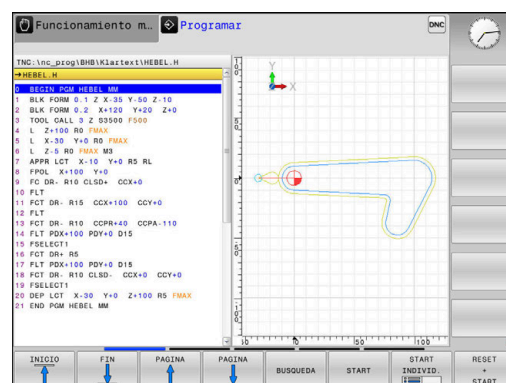 Funcionamiento m…
Programar
DNC
TNC:\nc_prog\BHB\Klartext\HEBEL.H
→HEBEL.H
0 BEGIN PGM HEBEL MM
1 BLK FORM 0.1 Z X-35 Y-50 Z-10
2 BLK FORM 0.2 X+120 Y+20 Z+0
3 TOOL CALL 3 Z S3500 F500
4 L Z+100 R0 FMAX
5 L X-30 Y+0 R0 FMAX
6 L Z-5 R0 FMAX M3
7 APPR LCT X-10 Y+0 R5 RL
8 FPOL X+100 Y+0
9 FC DR- R10 CLSD+ CCX+0
10 FLT
11 FCT DR- R15 CCX+100 CCY+0
12 FLT
13 FCT DR- R10 CCPR+40 CCPA-110
14 FLT PDX+100 PDY+0 D15
15 FSELECT1
16 FCT DR+ R5
17 FLT PDX+100 PDY+0 D15
18 FCT DR- R10 CLSD- CCX+0 CCY+0
19 FSELECT1
20 DEP LCT X-30 Y+0 Z+100 R5 FMAX
21 END PGM HEBEL MM
Y
X
0
50
100
INICIO
FIN
PAGINA
PAGINA
BUSQUEDA
START
START INDIVID.
RESET + START